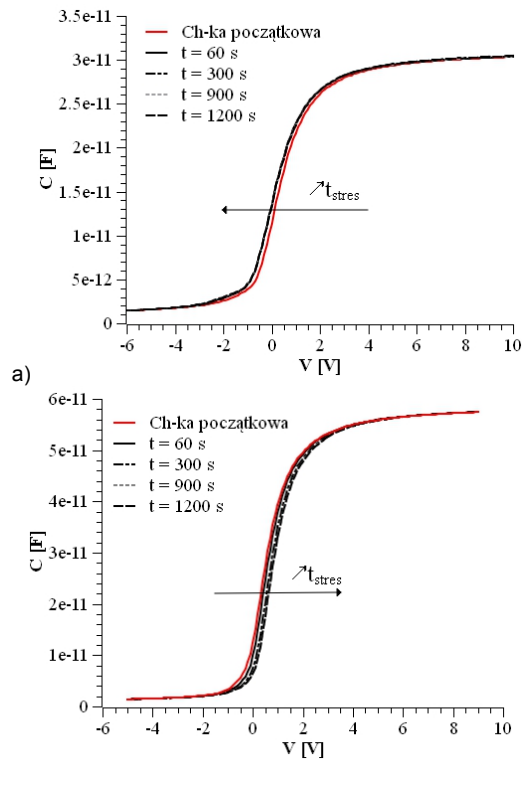 3.5e-11
3e-11
2.5e-11
2e-11
1.5e-11
1e-11
5e-12
0
C [F]
Ch-ka początkowa
t = 60 s
t = 300 s
t = 900 s
t = 1200 s
↗t_stres
-6 -4 -2 0 2 4 6 8 10
V [V]
a)
6e-11
5e-11
4e-11
3e-11
2e-11
1e-11
0
C [F]
Ch-ka początkowa
t = 60 s
t = 300 s
t = 900 s
t = 1200 s
↗t_stres
-6 -4 -2 0 2 4 6 8 10
V [V]